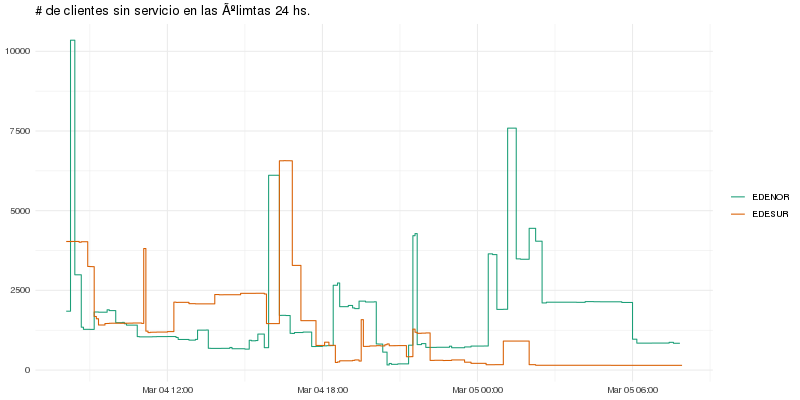 # de clientes sin servicio en las Ãºlimtas 24 hs.
10000
7500
5000
2500
0
Mar 04 12:00
Mar 04 18:00
Mar 05 00:00
Mar 05 06:00
EDENOR
EDESUR